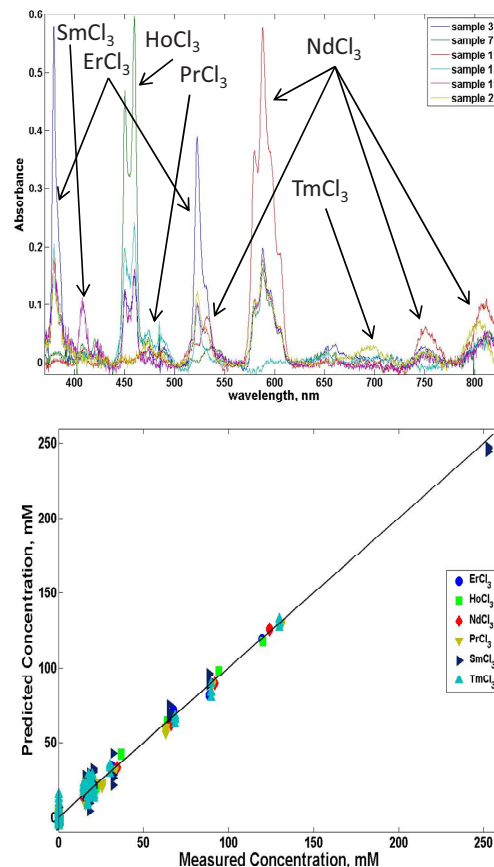 0.6
0.5
0.4
0.3
0.2
0.1
0
Absorbance
SmCl3
ErCl3
HoCl3
PrCl3
NdCl3
TmCl3
sample 3
sample 7
sample 1
sample 1
sample 1
sample 2
400
450
500
550
600
650
700
750
800
wavelength, nm
250
200
150
100
50
0
Predicted Concentration, mM
ErCl3
HoCl3
NdCl3
PrCl3
SmCl3
TmCl3
0
50
100
150
200
250
Measured Concentration, mM